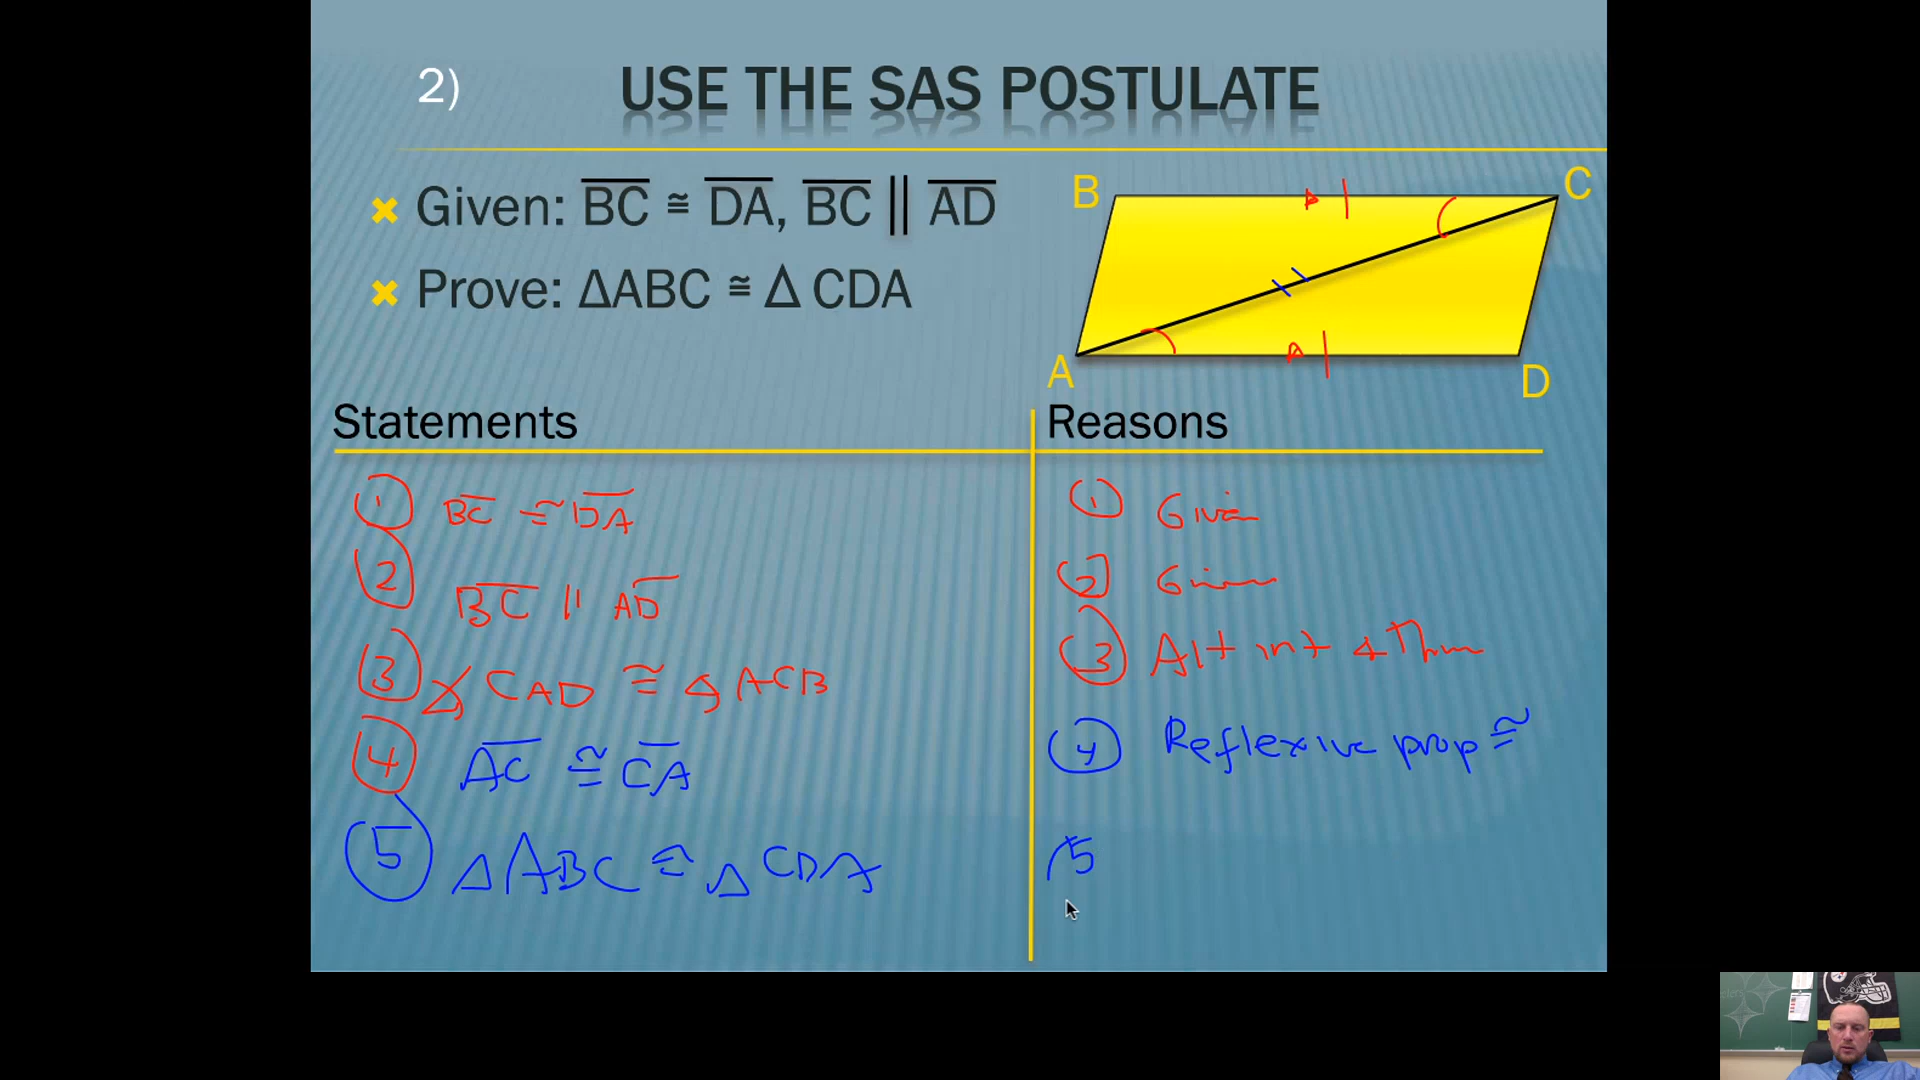 2) USE THE SAS POSTULATE
Given: BC ≅ DA, BC || AD
Prove: ΔABC ≅ Δ CDA
B
C
A
D
Statements
Reasons
1 BC ≅ DA
1 Given
2 BC || AD
2 Given
3 ∡ CAD ≅ ∡ ACB
3 Alt int ∡ Thm
4 AC ≅ CA
4 Reflexive prop ≅
5 Δ ABC ≅ Δ CDA
5